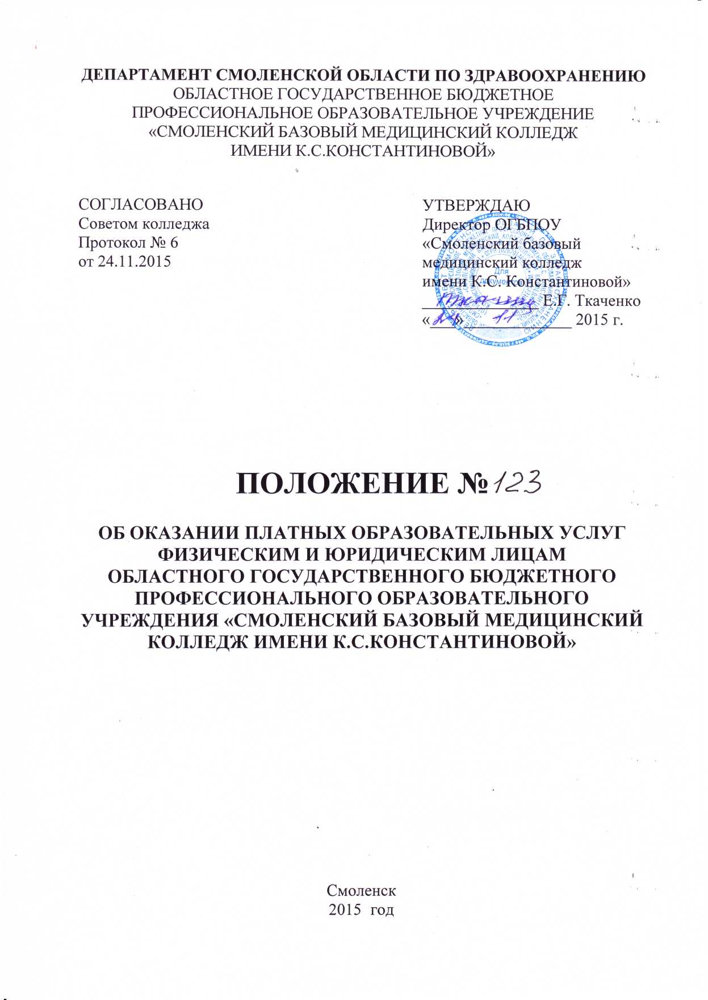 ДЕПАРТАМЕНТ СМОЛЕНСКОЙ ОБЛАСТИ ПО ЗДРАВООХРАНЕНИЮ
ОБЛАСТНОЕ ГОСУДАРСТВЕННОЕ БЮДЖЕТНОЕ
ПРОФЕССИОНАЛЬНОЕ ОБРАЗОВАТЕЛЬНОЕ УЧРЕЖДЕНИЕ
«СМОЛЕНСКИЙ БАЗОВЫЙ МЕДИЦИНСКИЙ КОЛЛЕДЖ
ИМЕНИ К.С.КОНСТАНТИНОВОЙ»
СОГЛАСОВАНО
Советом колледжа
Протокол № 6
от 24.11.2015
УТВЕРЖДАЮ
Директор ОГБПОУ
«Смоленский базовый
медицинский колледж
имени К.С. Константиновой»
Е.Г. Ткаченко
«24» 11 2015 г.
Для
документов
ПОЛОЖЕНИЕ №123
ОБ ОКАЗАНИИ ПЛАТНЫХ ОБРАЗОВАТЕЛЬНЫХ УСЛУГ
ФИЗИЧЕСКИМ И ЮРИДИЧЕСКИМ ЛИЦАМ
ОБЛАСТНОГО ГОСУДАРСТВЕННОГО БЮДЖЕТНОГО
ПРОФЕССИОНАЛЬНОГО ОБРАЗОВАТЕЛЬНОГО
УЧРЕЖДЕНИЯ «СМОЛЕНСКИЙ БАЗОВЫЙ МЕДИЦИНСКИЙ
КОЛЛЕДЖ ИМЕНИ К.С.КОНСТАНТИНОВОЙ»
Смоленск
2015 год